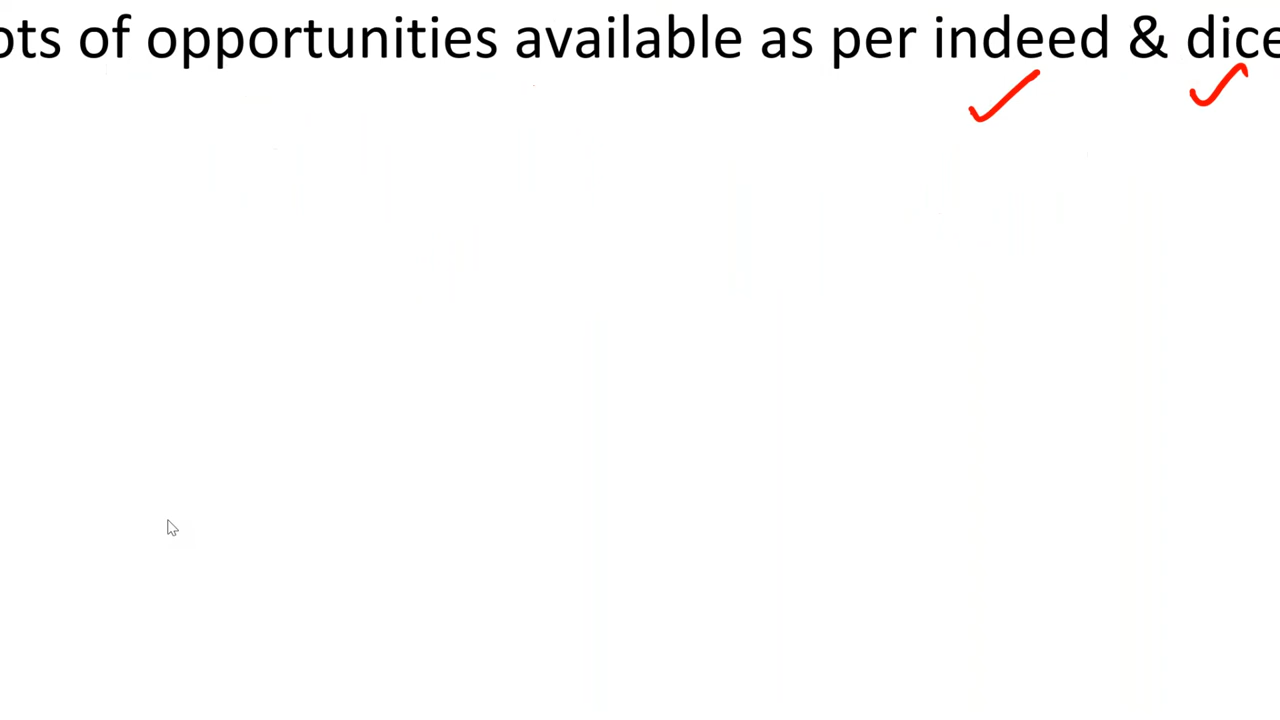 ots of opportunities available as per indeed & dice